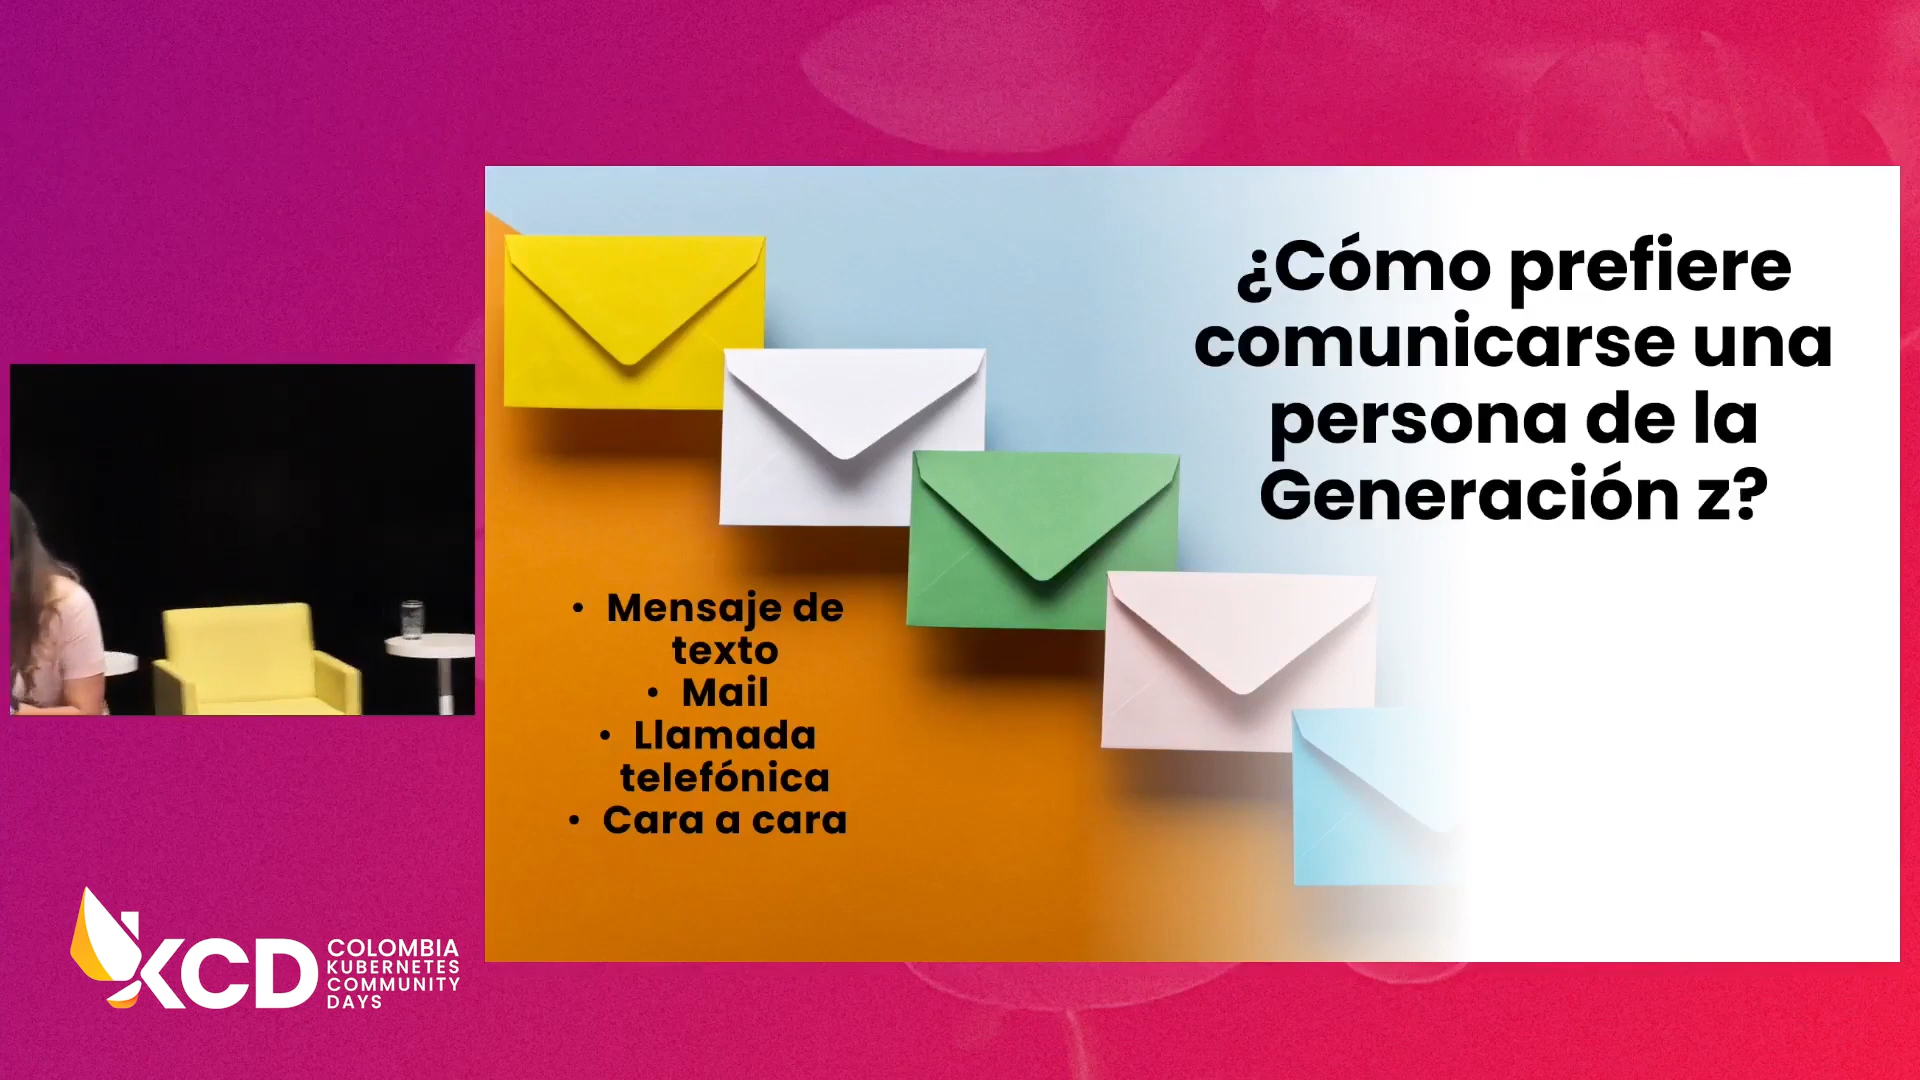 ¿Cómo prefiere
comunicarse una
persona de la
Generación z?
• Mensaje de
texto
• Mail
• Llamada
telefónica
• Cara a cara
KCD
COLOMBIA
KUBERNETES
COMMUNITY
DAYS